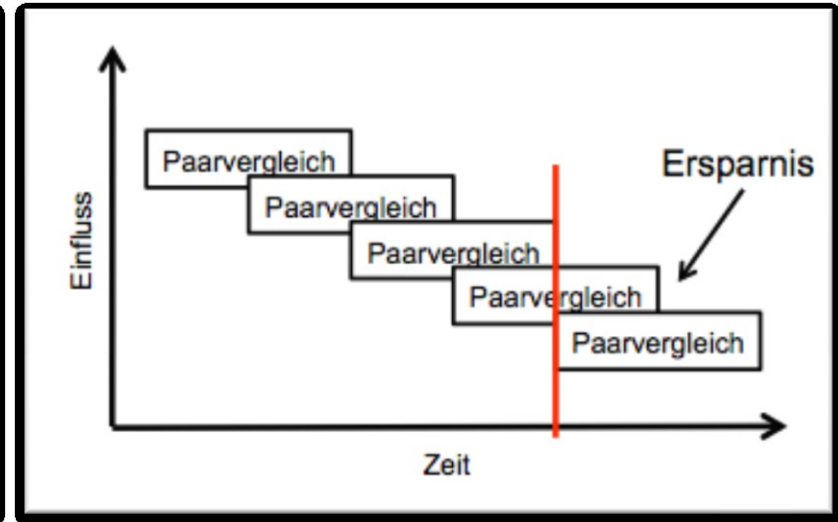 Paarvergleich
Ersparnis
Paarvergleich
Paarvergleich
Paarvergleich
Paarvergleich
Einfluss
Zeit